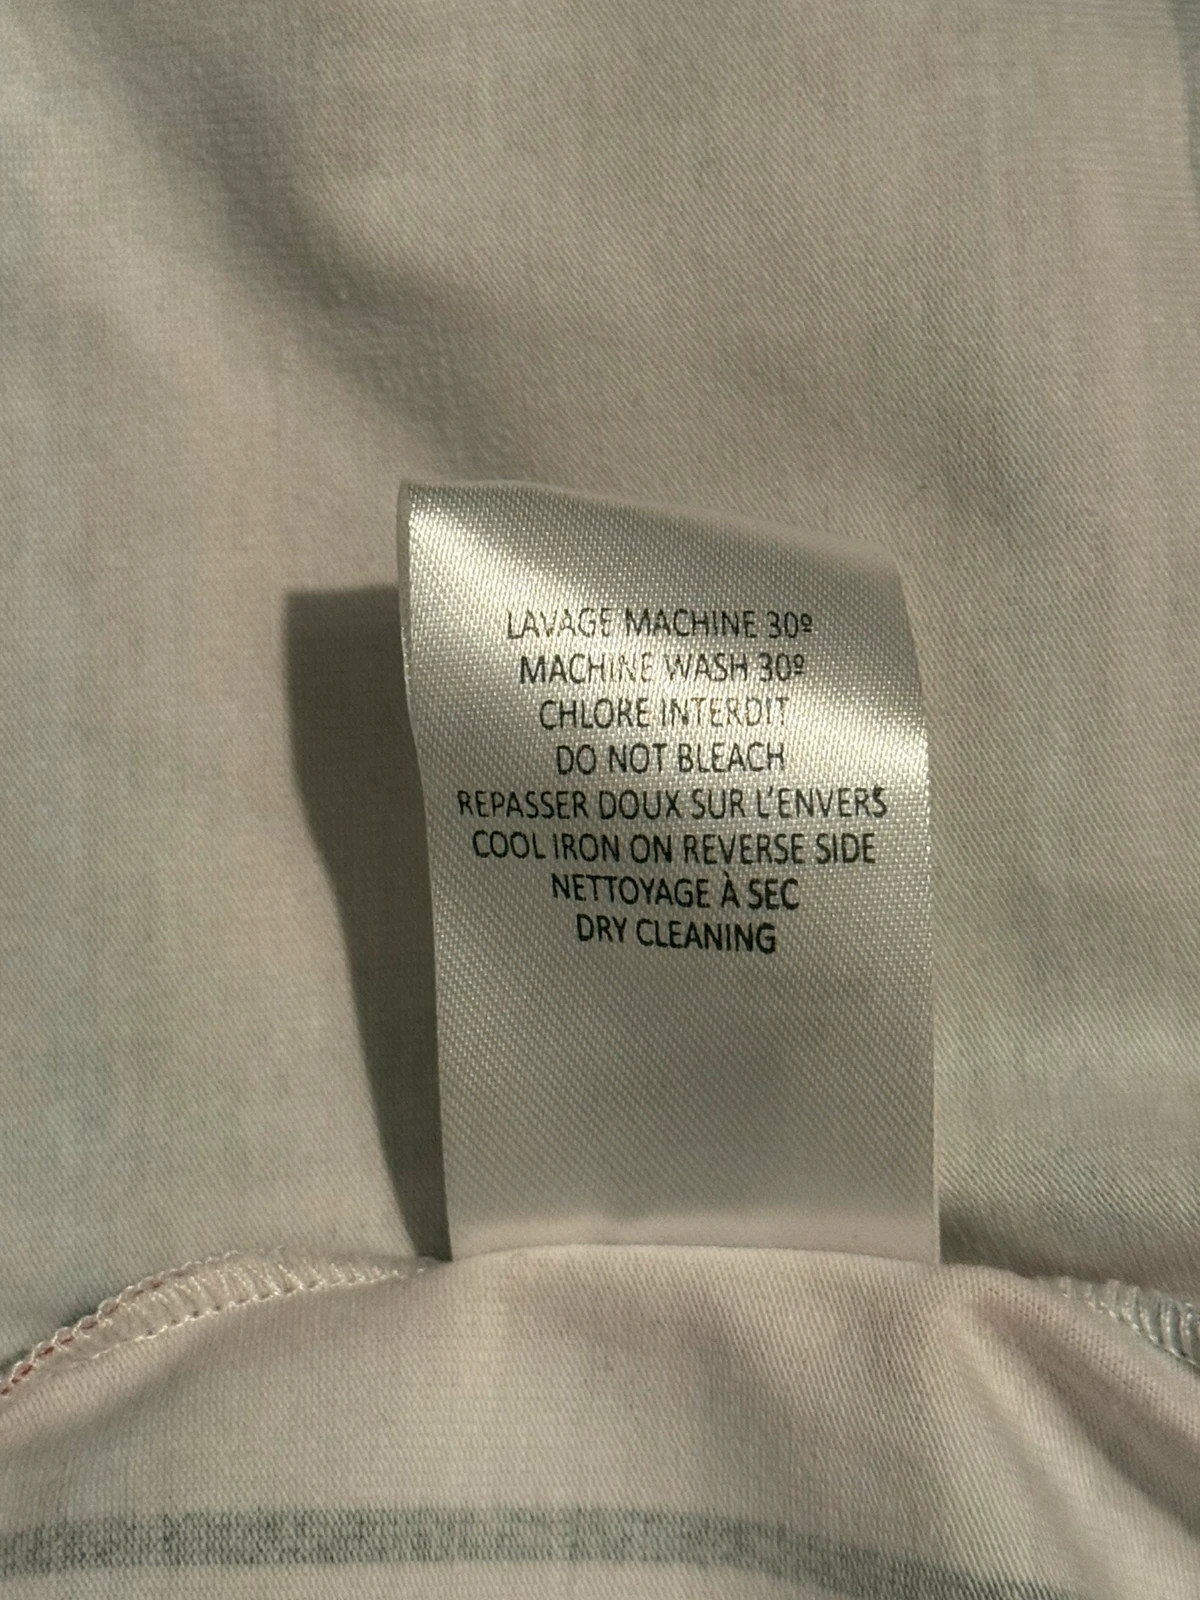 LAVAGE MACHINE 30º
MACHINE WASH 30º
CHLORE INTERDIT
DO NOT BLEACH
REPASSER DOUX SUR L'ENVERS
COOL IRON ON REVERSE SIDE
NETTOYAGE À SEC
DRY CLEANING